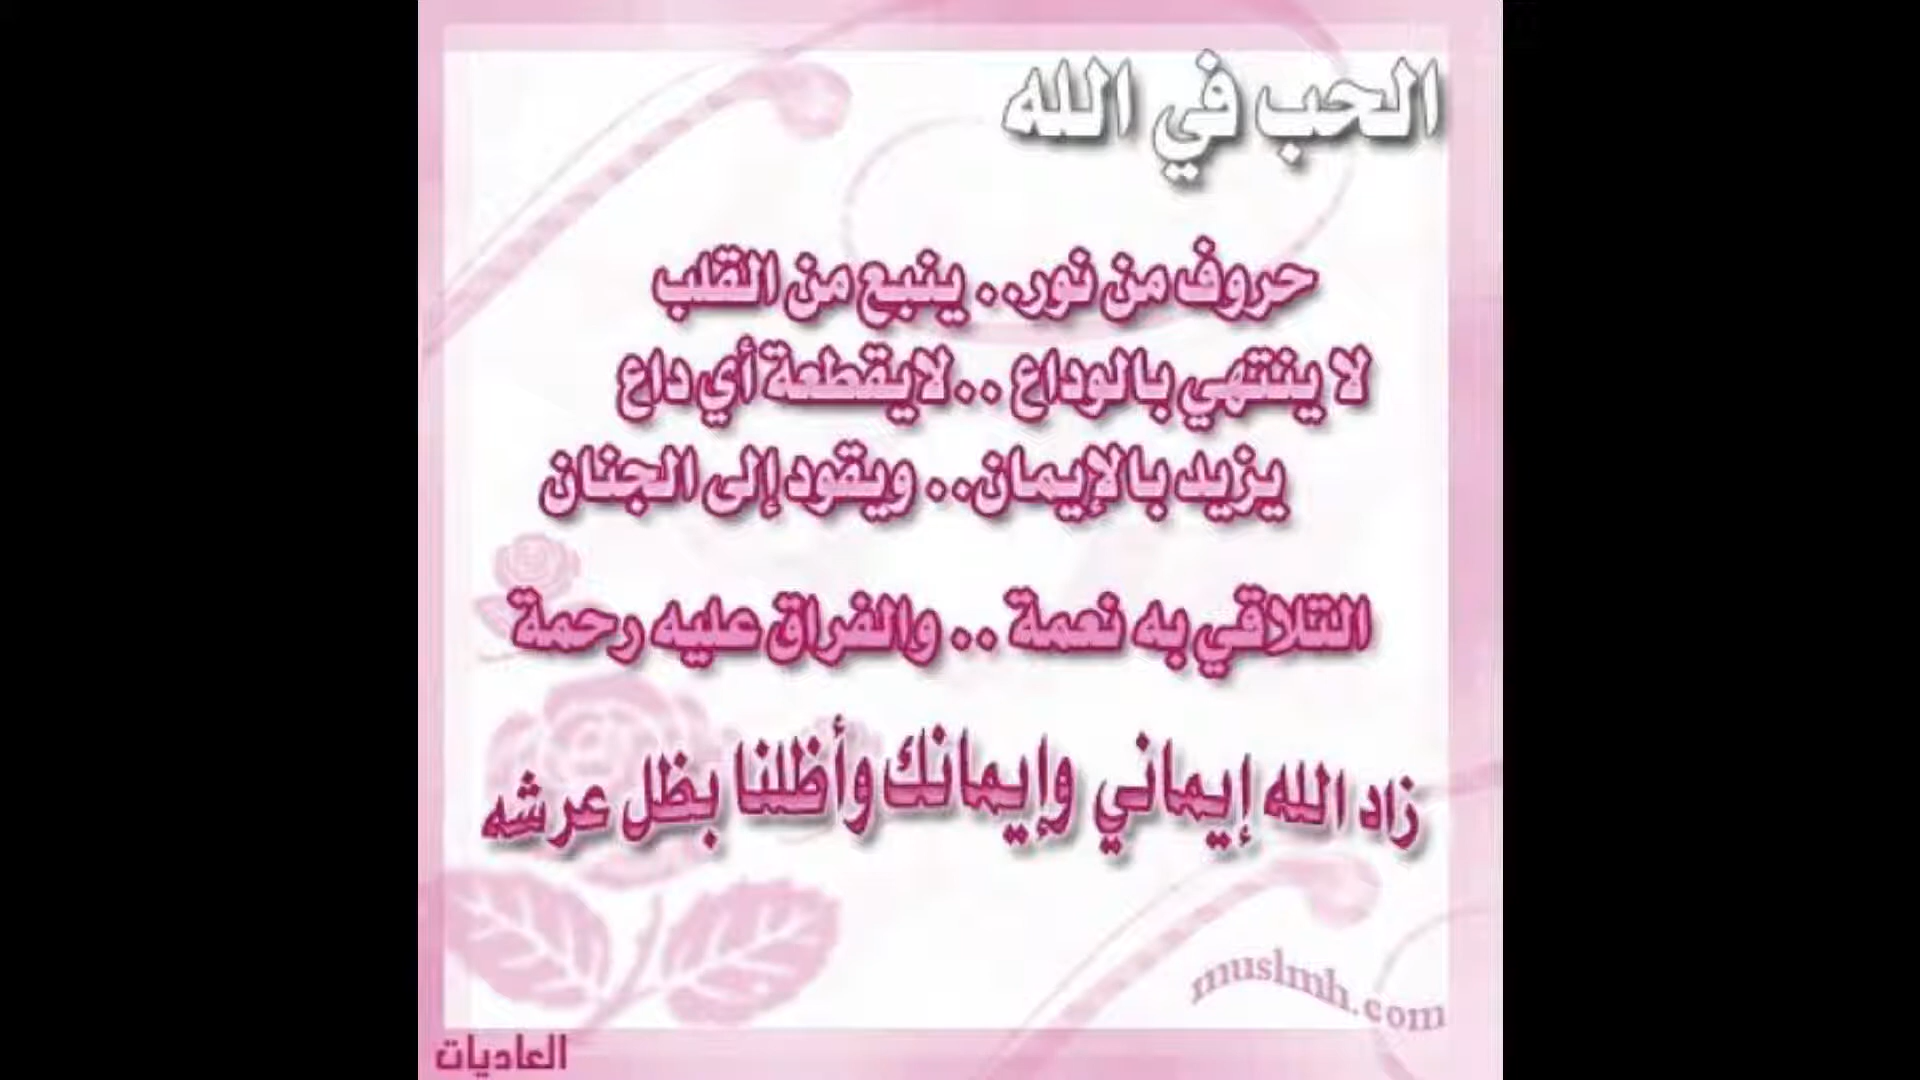 الحب في الله
حروف من نور.. ينبع من القلب
لا ينتهي بالوداع ..لايقطعة أي داع
يزيد بالإيمان.. ويقود إلى الجنان
التلاقي به نعمة .. والفراق عليه رحمة
زاد الله إيماني وإيمانك وأظلنا بظل عرشه
muslmh.com
العاديات